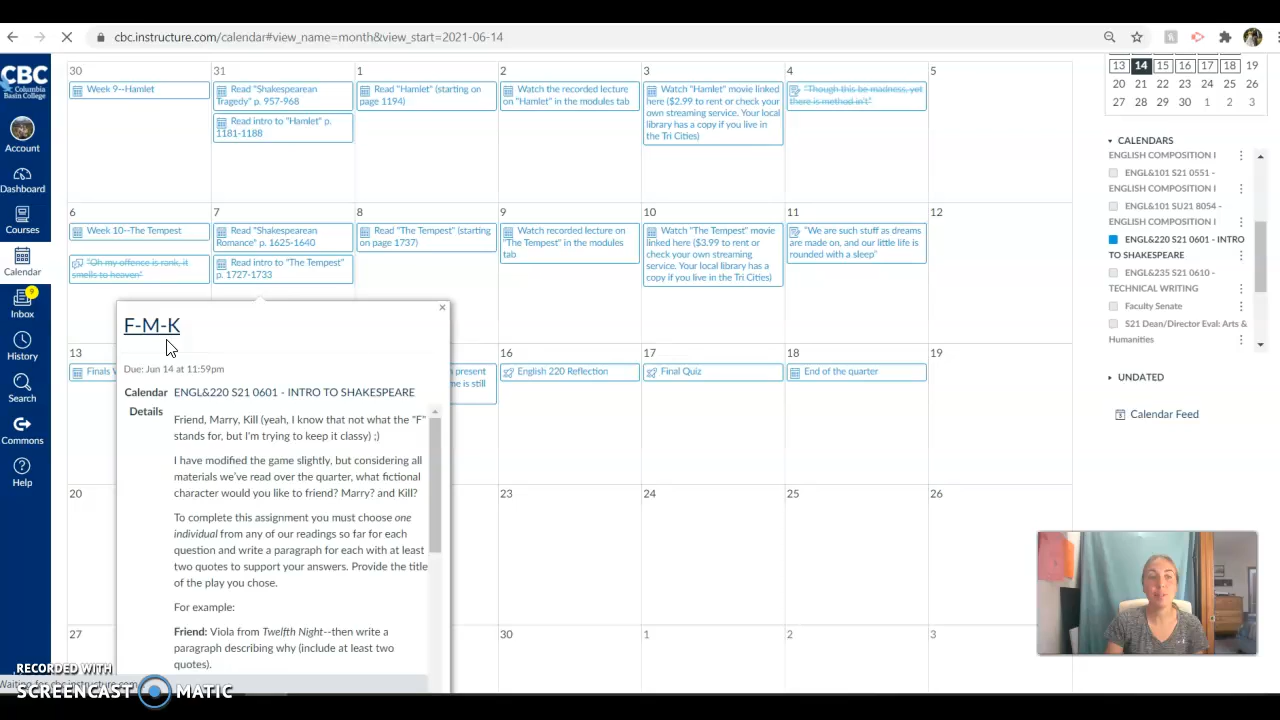 cbc.instructure.com/calendar#view_name=month&view_start=2021-06-14
CBC
Columbia
Basin College
Account
Dashboard
Courses
Calendar
9
Inbox
History
Search
Commons
Help
30
31
1
2
3
4
5
Week 9--Hamlet
Read "Shakespearean
Tragedy" p. 957-968
Read intro to "Hamlet" p.
1181-1188
Read "Hamlet" (starting on
page 1194)
Watch the recorded lecture
on "Hamlet" in the modules
tab
Watch "Hamlet" movie linked
here ($2.99 to rent or check your
own streaming service. Your local
library has a copy if you live in
the Tri Cities)
"Though this be madness, yet
there is method in't"
6
7
8
9
10
11
12
Week 10--The Tempest
"Oh my offence is rank, it
smells to heaven"
Read "Shakespearean
Romance" p. 1625-1640
Read intro to "The Tempest"
p. 1727-1733
Read "The Tempest" (starting
on page 1737)
Watch recorded lecture on
"The Tempest" in the modules
tab
Watch "The Tempest" movie
linked here ($3.99 to rent or
check your own streaming
service. Your local library has a
copy if you live in the Tri Cities)
"We are such stuff as dreams
are made on, and our little life is
rounded with a sleep"
13
16
17
18
19
Finals
present
me is still
English 220 Reflection
Final Quiz
End of the quarter
20
23
24
25
26
27
30
1
2
3
F-M-K
Due: Jun 14 at 11:59pm
Calendar ENGL&220 S21 0601 - INTRO TO SHAKESPEARE
Details
Friend, Marry, Kill (yeah, I know that not what the "F"
stands for, but I'm trying to keep it classy) ;)
I have modified the game slightly, but considering all
materials we've read over the quarter, what fictional
character would you like to friend? Marry? and Kill?
To complete this assignment you must choose one
individual from any of our readings so far for each
question and write a paragraph for each with at least
two quotes to support your answers. Provide the title
of the play you chose.
For example:
Friend: Viola from Twelfth Night--then write a
paragraph describing why (include at least two
quotes).
13 14 15 16 17 18 19
20 21 22 23 24 25 26
27 28 29 30 1 2 3
CALENDARS
ENGLISH COMPOSITION I
ENGL&101 S21 0551 -
ENGLISH COMPOSITION I
ENGL&101 SU21 8054 -
ENGLISH COMPOSITION I
ENGL&220 S21 0601 - INTRO
TO SHAKESPEARE
ENGL&235 S21 0610 -
TECHNICAL WRITING
Faculty Senate
S21 Dean/Director Eval: Arts &
Humanities
UNDATED
Calendar Feed
RECORDED WITH
SCREENCAST MATIC
Waiting for cbc.instructure.com